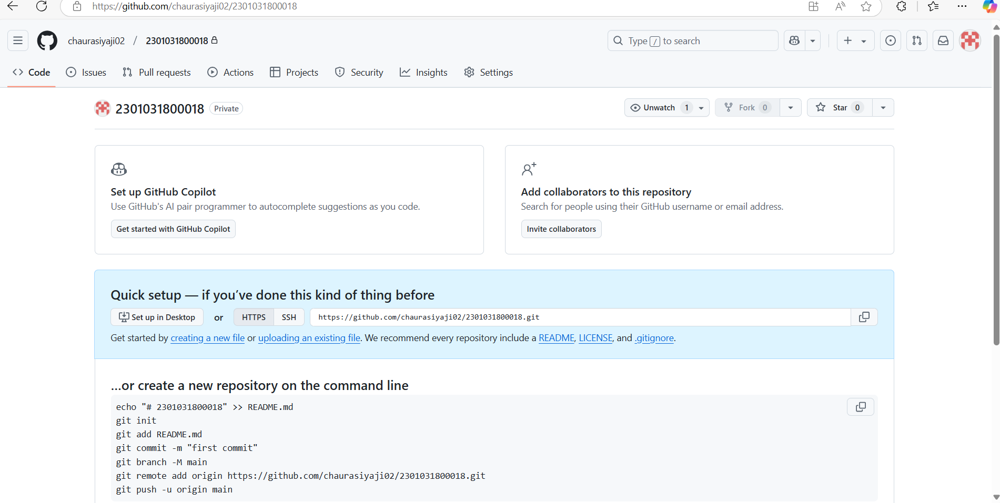 https://github.com/chaurasiyaji02/2301031800018
chaurasiyaji02 / 2301031800018
Type / to search
Code Issues Pull requests Actions Projects Security Insights Settings
2301031800018 Private
Unwatch 1 Fork 0 Star 0
Set up GitHub Copilot
Use GitHub's AI pair programmer to autocomplete suggestions as you code.
Get started with GitHub Copilot
Add collaborators to this repository
Search for people using their GitHub username or email address.
Invite collaborators
Quick setup — if you’ve done this kind of thing before
Set up in Desktop or HTTPS SSH https://github.com/chaurasiyaji02/2301031800018.git
Get started by creating a new file or uploading an existing file. We recommend every repository include a README, LICENSE, and .gitignore.
…or create a new repository on the command line
echo "# 2301031800018" >> README.md
git init
git add README.md
git commit -m "first commit"
git branch -M main
git remote add origin https://github.com/chaurasiyaji02/2301031800018.git
git push -u origin main